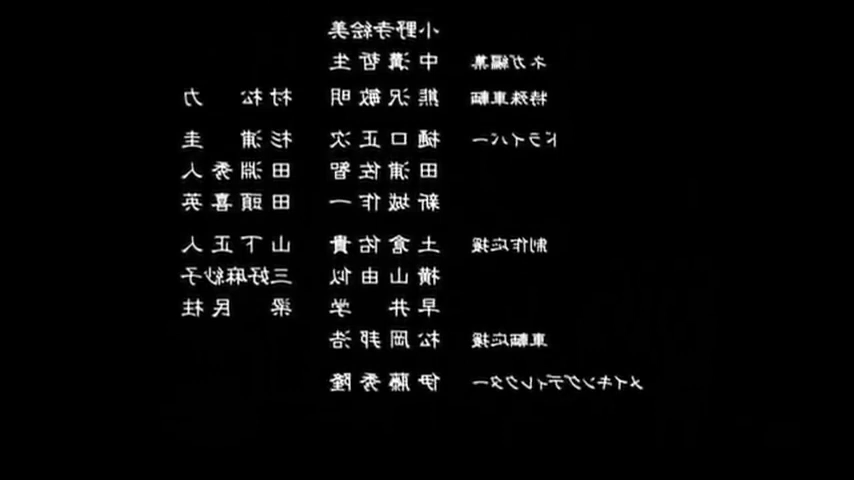 小野寺絵美
ネガ編集 中溝哲生
特殊車輌 熊沢敏明 村松 力
ドライバー 樋口正次 杉浦 圭
田浦佐智 田淵秀人
新城作一 田頭喜英
制作応援 土倉佑貴 山下正人
横山由似 三好麻紗子
早井 学 梁 民柱
車輌応援 松岡邦浩
メイキングディレクター 伊藤秀隆